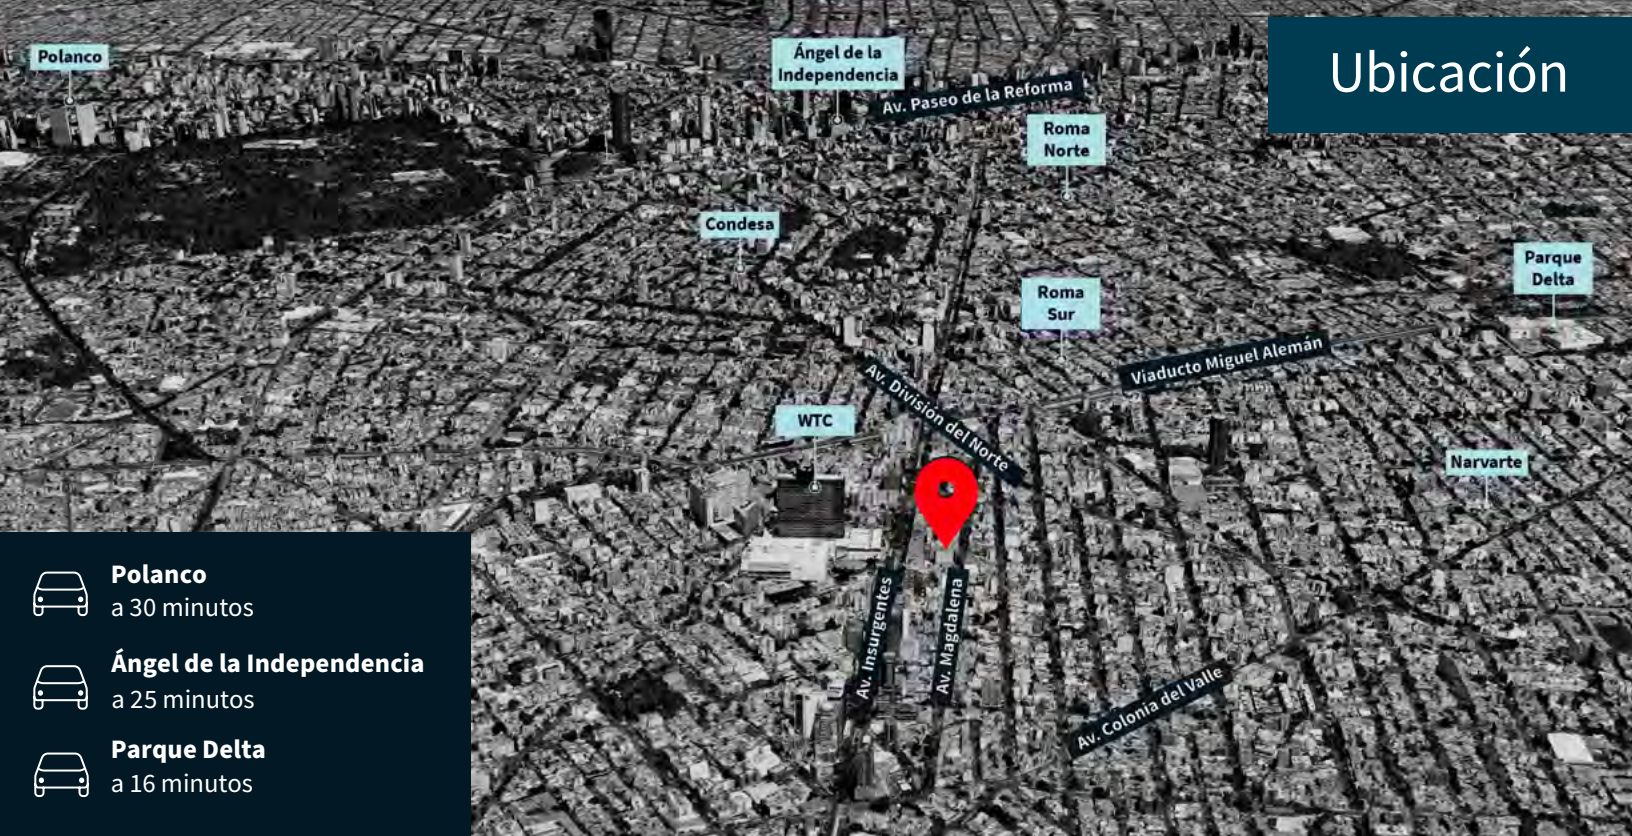 Ubicación
Polanco
Ángel de la
Independencia
Av. Paseo de la Reforma
Roma
Norte
Condesa
Parque
Delta
Roma
Sur
Viaducto Miguel Alemán
Av. División del Norte
WTC
Narvarte
Av. Insurgentes
Av. Magdalena
Av. Colonia del Valle
Polanco
a 30 minutos
Ángel de la Independencia
a 25 minutos
Parque Delta
a 16 minutos